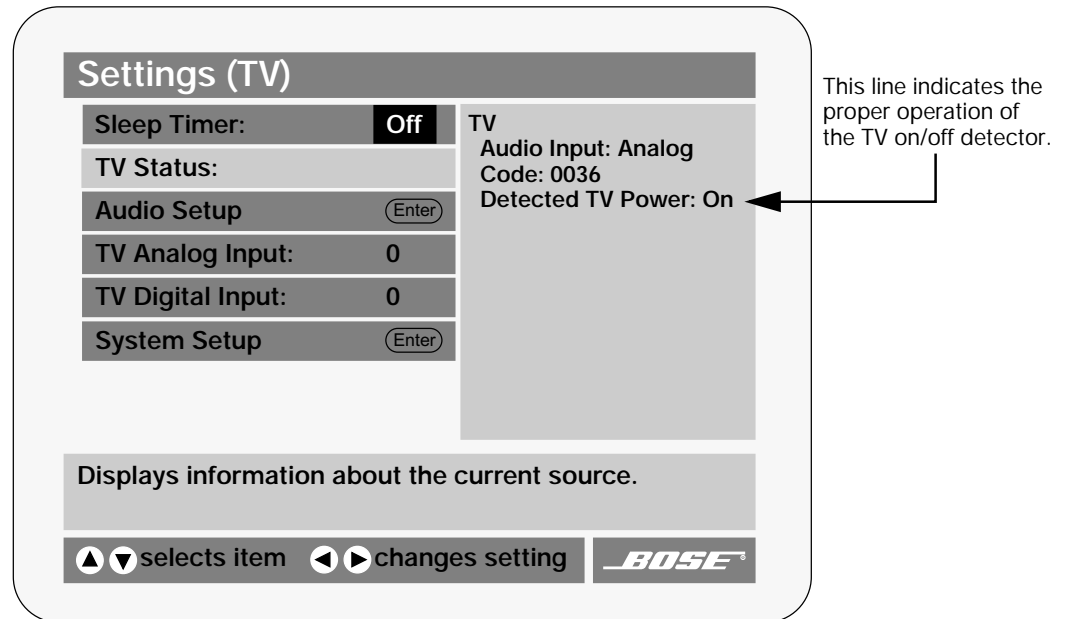 Settings (TV)
Sleep Timer: Off
TV Status:
Audio Setup Enter
TV Analog Input: 0
TV Digital Input: 0
System Setup Enter
TV
Audio Input: Analog
Code: 0036
Detected TV Power: On
This line indicates the
proper operation of
the TV on/off detector.
Displays information about the current source.
selects item changes setting
BOSE®